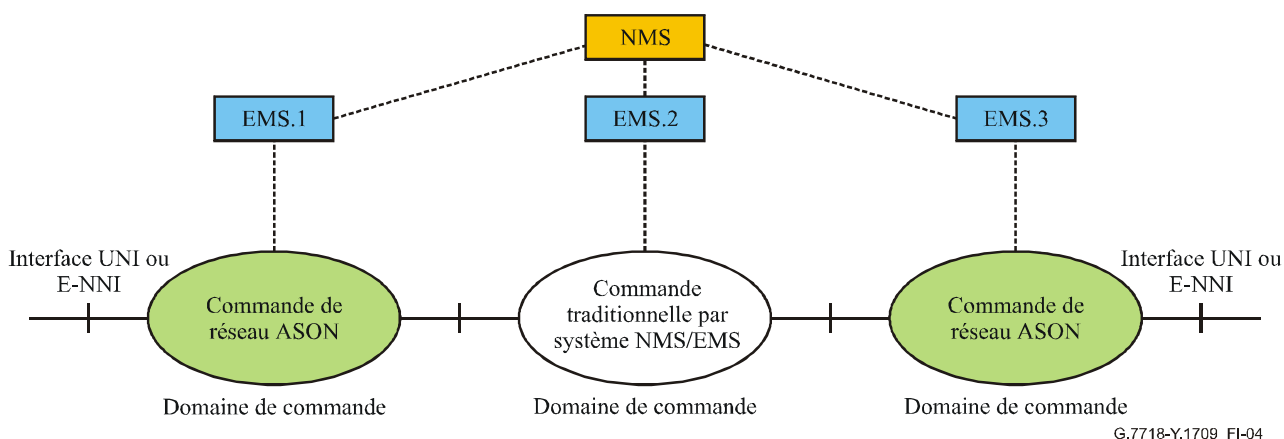 NMS
EMS.1
EMS.2
EMS.3
Interface UNI ou
E-NNI
Commande de
réseau ASON
Commande
traditionnelle par
système NMS/EMS
Commande de
réseau ASON
Interface UNI ou
E-NNI
Domaine de commande
Domaine de commande
Domaine de commande
G.7718-Y.1709_FI-04